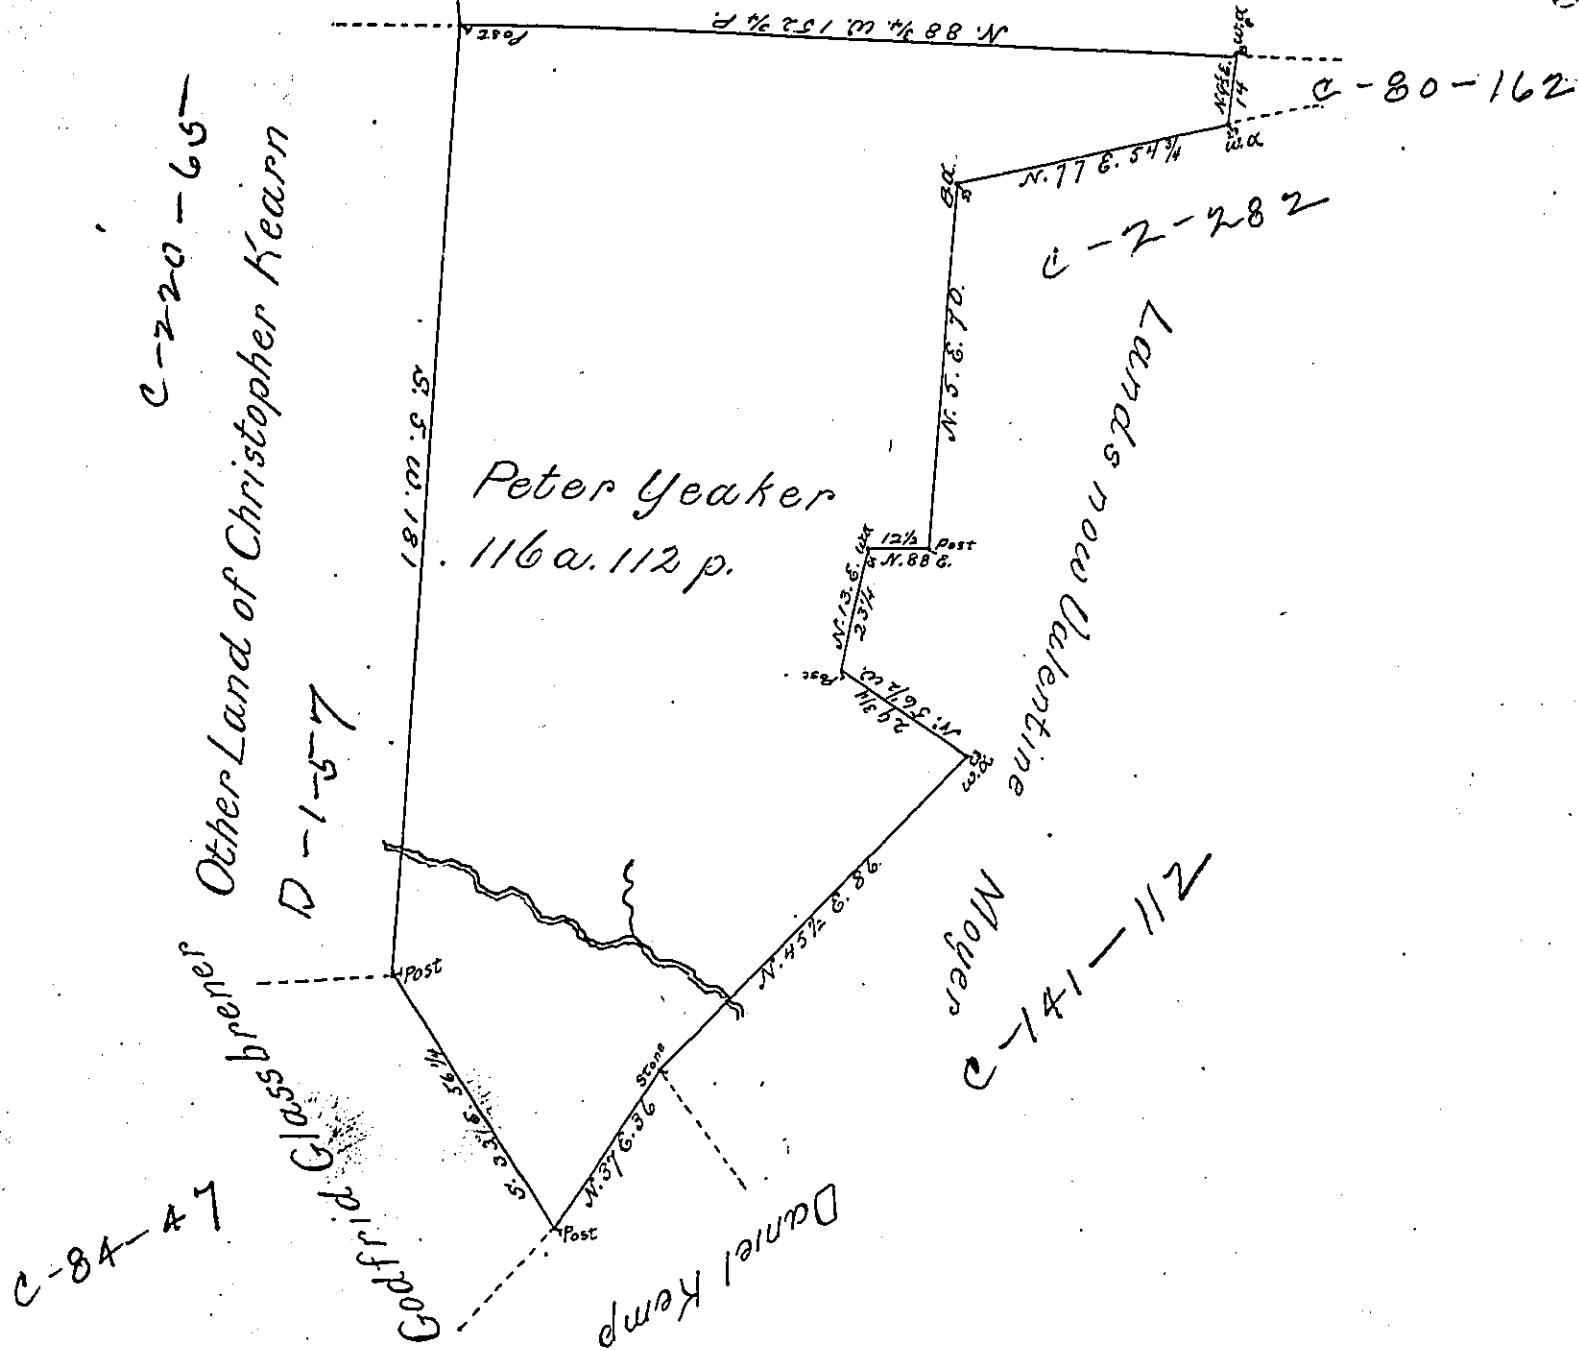 Post
N. 88 3/4 W. 152 3/4 P.
w.o.
14
C-80-162
w.o.
N. 77 E. 54 3/4
B.O.
C-2-282
C-220-65
Other Land of Christopher Kearn
D-1-57
S. 5. W. 181
N. 5. E. 70.
Lands now Valentine
Moyer
Peter Yeaker
116 a. 112 p.
12 1/2
N. 88 E.
Post
N. 13. E.
23 1/4
Post
N. 56 1/2 W.
29 3/4
w.o.
N. 45 1/2 E. 86.
C-141-112
Post
S. 33. E. 56 1/4
Stone
N. 37 E. 36
Post
Godfrid Glassbrener
C-84-47
Daniel Kemp